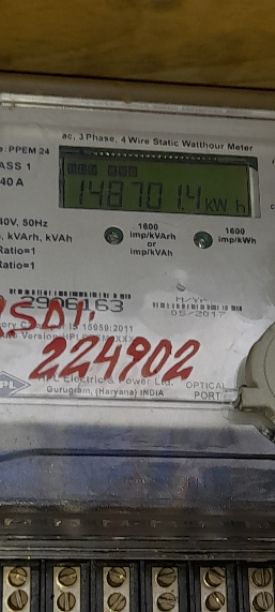 ac, 3 Phase, 4 Wire Static Watthour Meter
PPEM 24
ASS 1
40 A
148701.4 kWh
40V, 50Hz
, kVArh, kVAh
Ratio=1
Ratio=1
1600
imp/kVArh
or
imp/kVAh
1600
imp/kWh
2906163
M/Yr
05/2017
15959:2011
224902
Electric & Power Ltd.
Gurugram, (Haryana) INDIA
OPTICAL
PORT